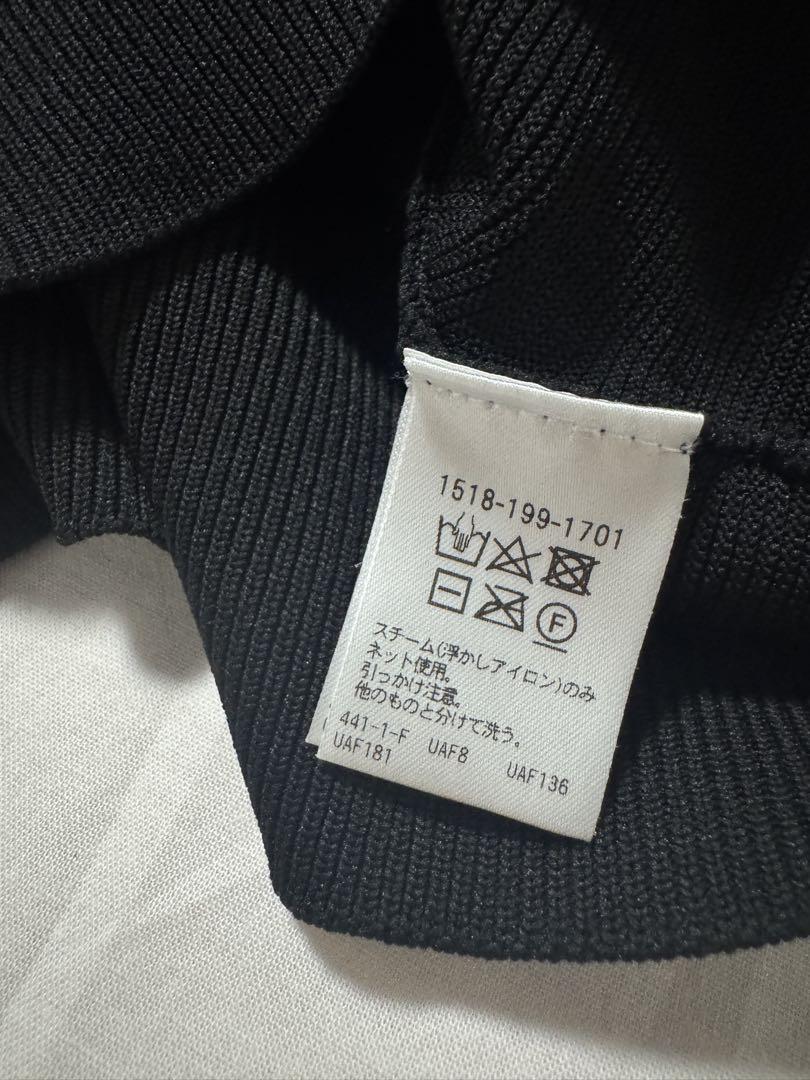 1518-199-1701
F
スチーム(浮かしアイロン)のみ
ネット使用。
引っかけ注意。
他のものと分けて洗う。
441-1-F UAF8 UAF136
UAF181